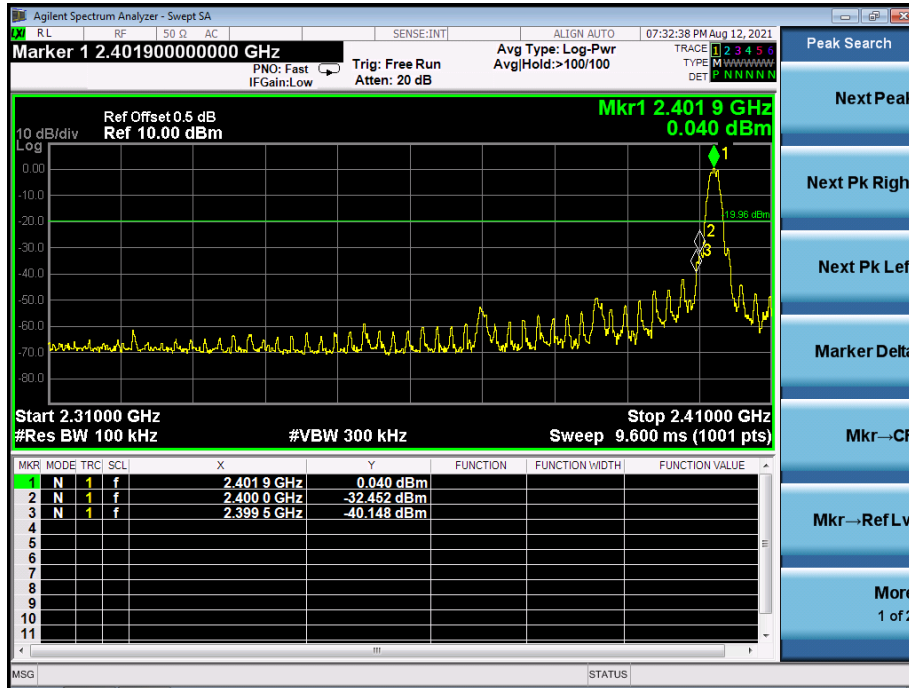 Agilent Spectrum Analyzer - Swept SA
LXI RL RF 50 Ω AC SENSE:INT ALIGN AUTO 07:32:38 PM Aug 12, 2021
Marker 1 2.401900000000 GHz
PNO: Fast
IFGain:Low
Trig: Free Run
Atten: 20 dB
Avg Type: Log-Pwr
Avg|Hold:>100/100
TRACE 1 2 3 4 5 6
TYPE M WWWWW
DET P N N N N N
Ref Offset 0.5 dB
10 dB/div Ref 10.00 dBm
Log
Mkr1 2.401 9 GHz
0.040 dBm
1
0.00
-10.0
-20.0
19.96 dBm
2
-30.0
3
-40.0
-50.0
-60.0
-70.0
-80.0
Start 2.31000 GHz Stop 2.41000 GHz
#Res BW 100 kHz #VBW 300 kHz Sweep 9.600 ms (1001 pts)
MKR MODE TRC SCL X Y FUNCTION FUNCTION WIDTH FUNCTION VALUE
1 N 1 f 2.401 9 GHz 0.040 dBm
2 N 1 f 2.400 0 GHz -32.452 dBm
3 N 1 f 2.399 5 GHz -40.148 dBm
4
5
6
7
8
9
10
11
MSG STATUS
Peak Search
Next Peak
Next Pk Righ
Next Pk Lef
Marker Delta
Mkr→CF
Mkr→Ref Lv
More
1 of 2